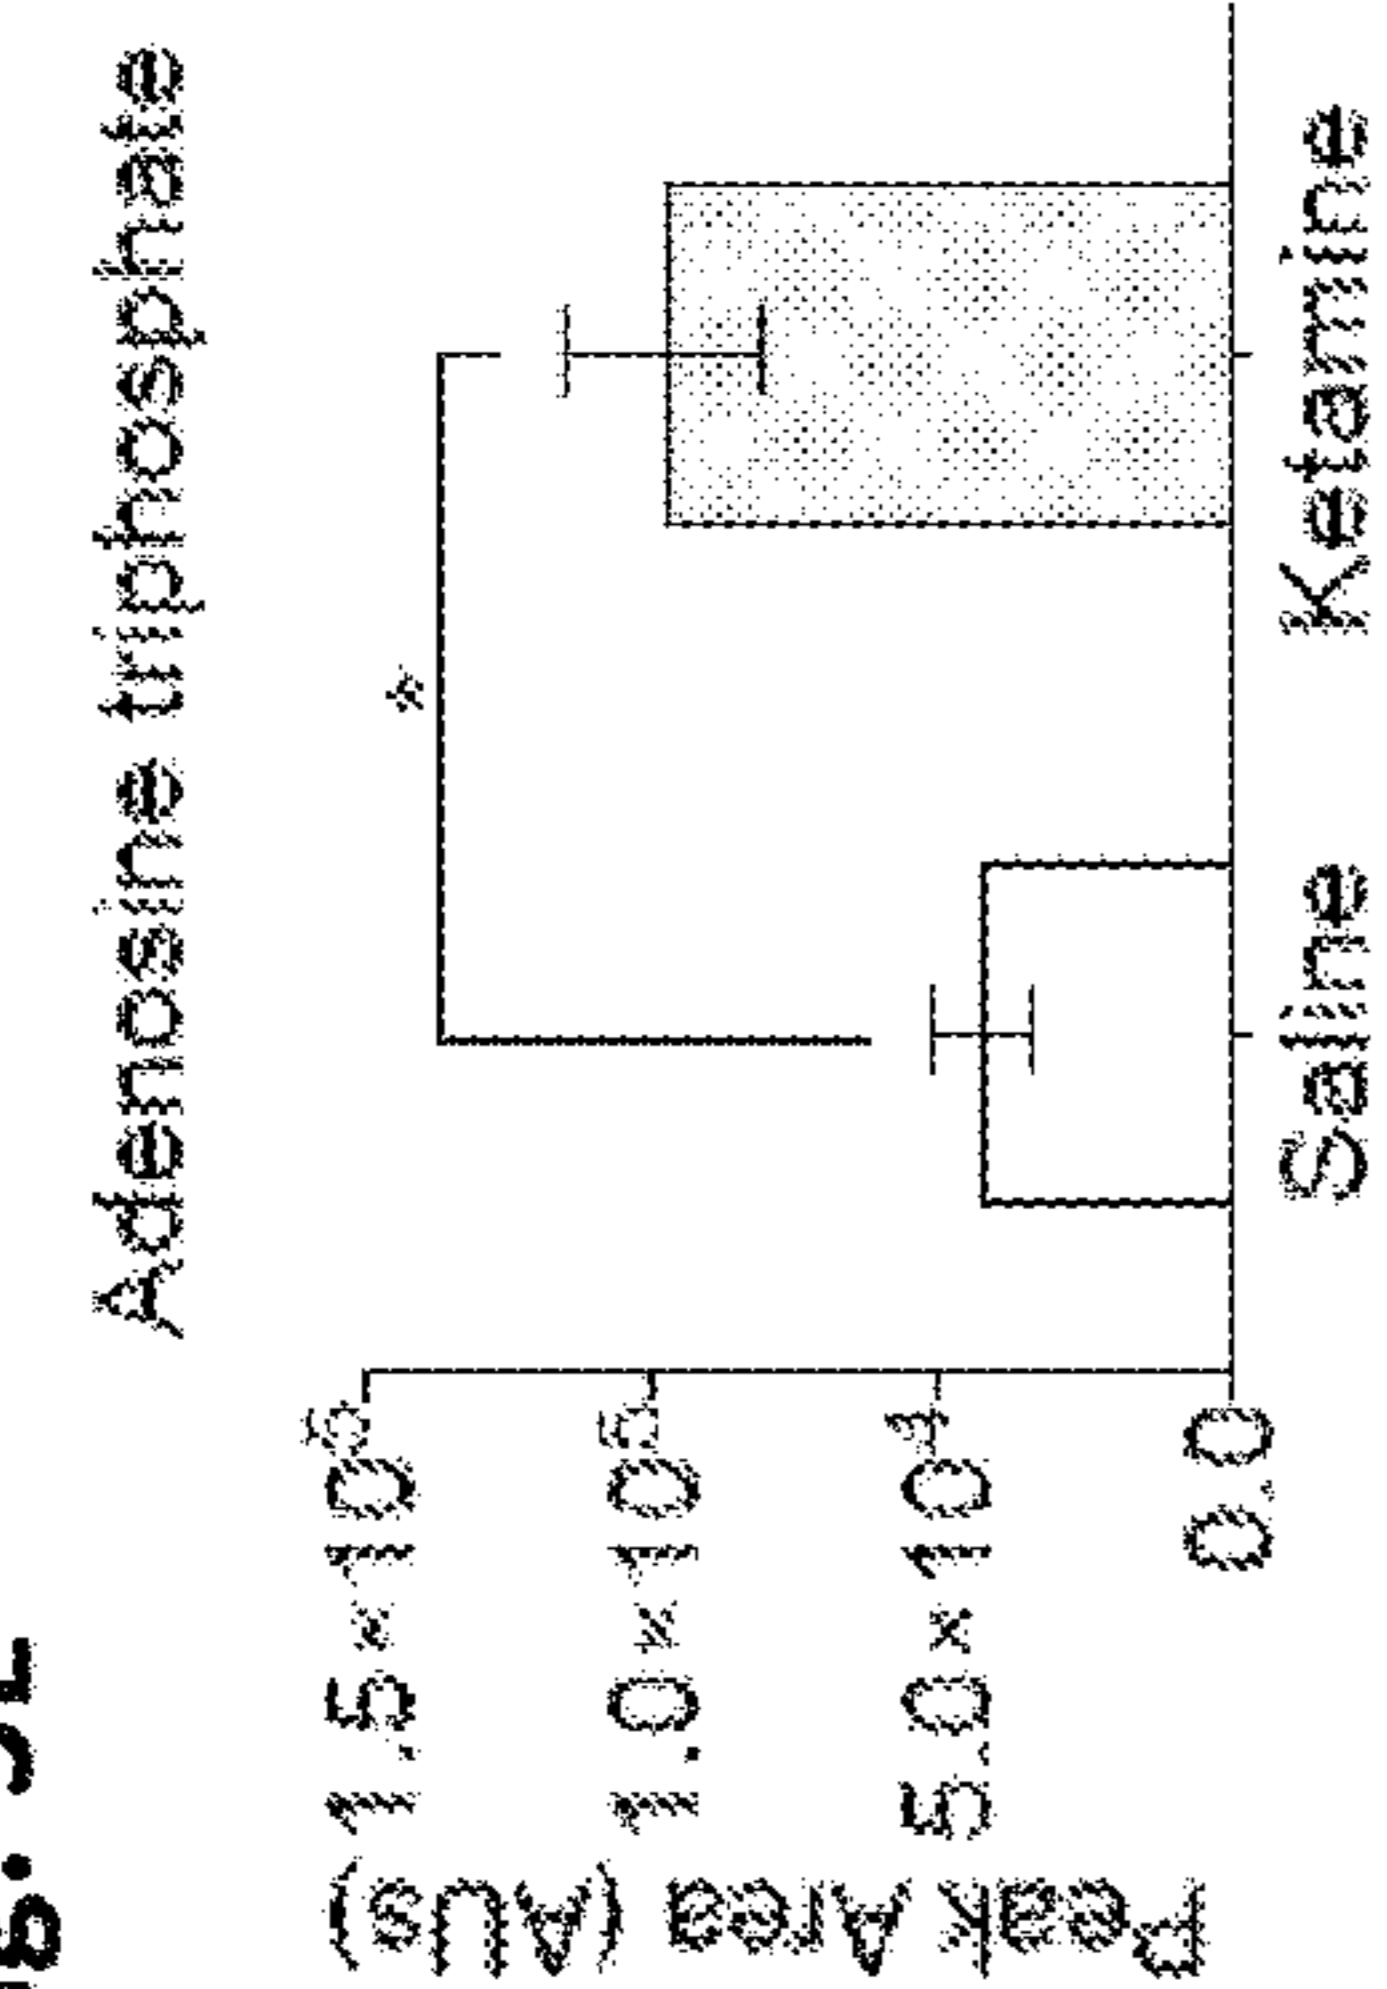 Adenosine triphosphate
*
Peak Area (AUs)
1.5×10⁵
1.0×10⁵
5.0×10⁴
0.0
Saline
Ketamine